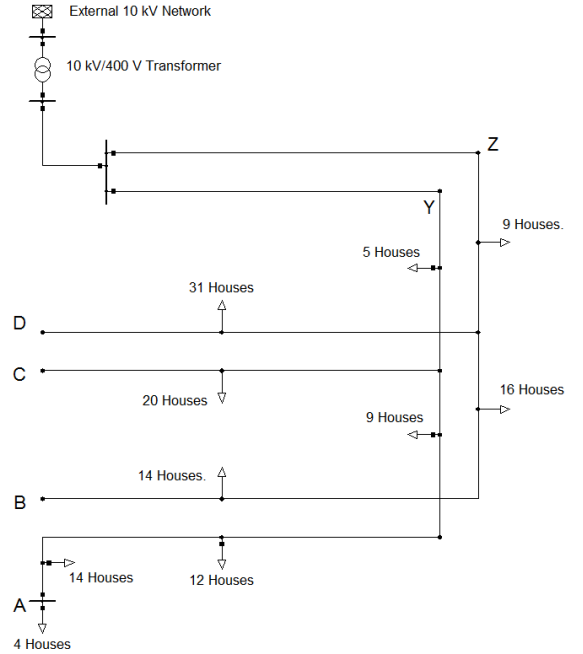 External 10 kV Network
10 kV/400 V Transformer
Z
Y
9 Houses.
5 Houses
31 Houses
D
C
16 Houses
20 Houses
9 Houses
14 Houses.
B
14 Houses
12 Houses
A
4 Houses